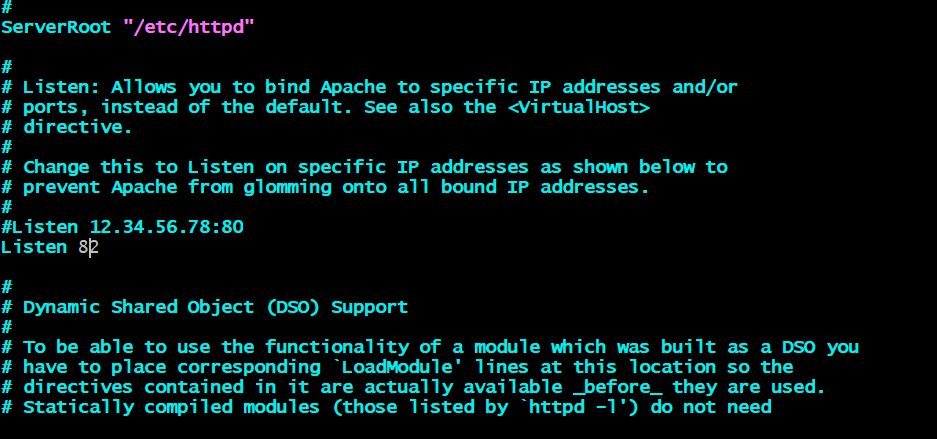 #
ServerRoot "/etc/httpd"
#
# Listen: Allows you to bind Apache to specific IP addresses and/or
# ports, instead of the default. See also the <VirtualHost>
# directive.
#
# Change this to Listen on specific IP addresses as shown below to
# prevent Apache from glomming onto all bound IP addresses.
#
#Listen 12.34.56.78:80
Listen 82
#
# Dynamic Shared Object (DSO) Support
#
# To be able to use the functionality of a module which was built as a DSO you
# have to place corresponding `LoadModule' lines at this location so the
# directives contained in it are actually available _before_ they are used.
# Statically compiled modules (those listed by `httpd -l') do not need